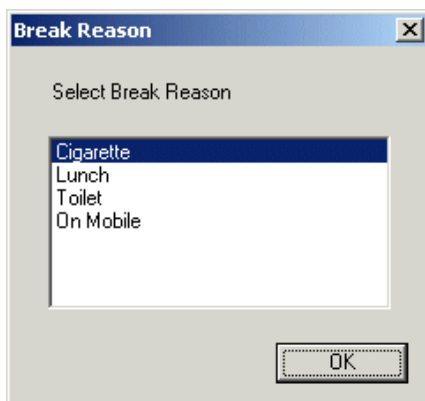 Break Reason
Select Break Reason
Cigarette
Lunch
Toilet
On Mobile
OK